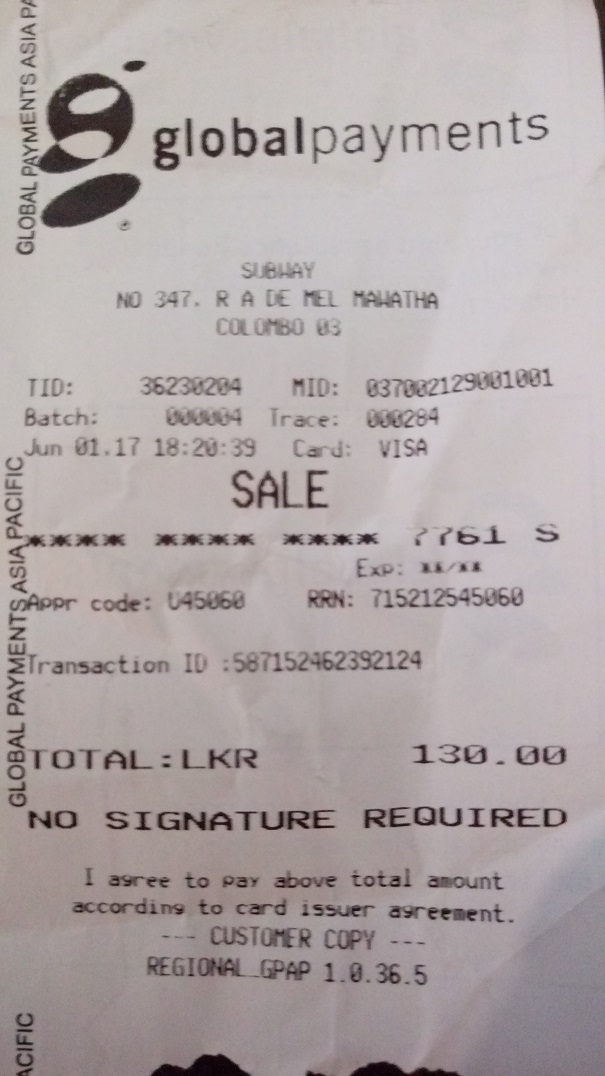 GLOBAL PAYMENTS ASIA PA
globalpayments
SUBWAY
NO 347. R A DE MEL MAWATHA
COLOMBO 03
TID: 36230204 MID: 037002129001001
Batch: 000004 Trace: 000284
Jun 01.17 18:20:39 Card: VISA
SALE
**** **** **** 7761 S
Exp: **/**
Appr code: U45060 RRN: 715212545060
GLOBAL PAYMENTS ASIA PACIFIC
Transaction ID :587152462392124
TOTAL:LKR 130.00
NO SIGNATURE REQUIRED
I agree to pay above total amount
according to card issuer agreement.
--- CUSTOMER COPY ---
REGIONAL_GPAP 1.0.36.5
ACIFIC